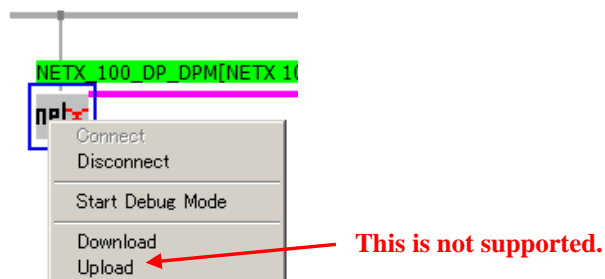 NETX_100_DP_DPM[NETX 10
netx
Connect
Disconnect
Start Debug Mode
Download
Upload
This is not supported.